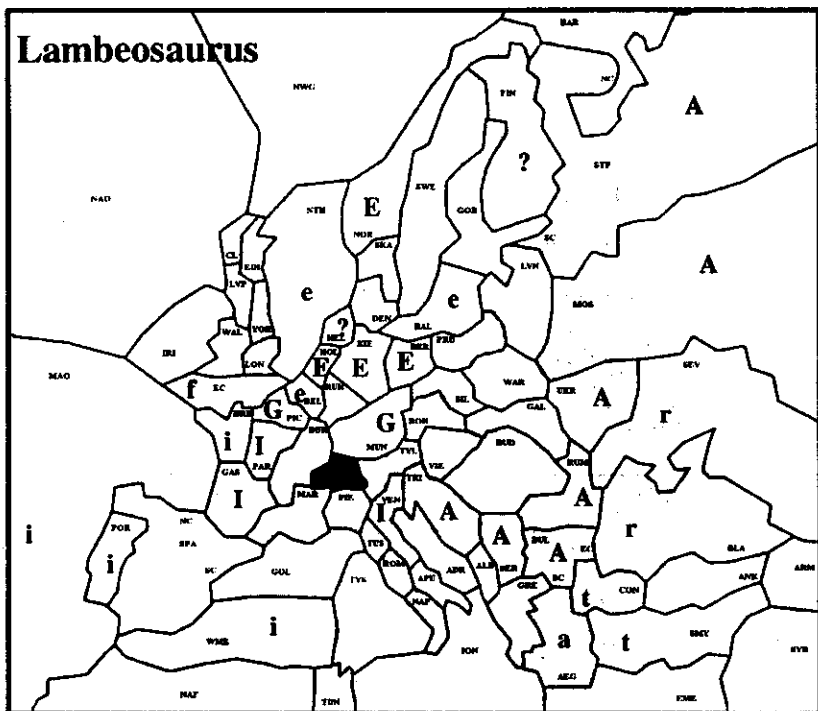 Lambeosaurus
BAR
NWG
FIN
NC
A
STP
?
NAO
SWE
NTH
GOB
E
NOR
SKA
SC
CL
EDI
LVN
A
LVP
MOS
e
e
DEN
WAL
YOR
?
HEL
BAL
IRI
KIE
BER
PRU
LON
HOL
E
E
E
SEV
MAO
f
EC
e
BEL
RUH
WAR
UKR
A
r
SIL
GAL
G
PIC
BRE
G
BOH
i
I
BUR
MUN
TYL
BUD
GAS
PAR
VIE
RUM
TRI
I
MAR
PIE
VEN
I
A
A
NC
POR
i
SPA
A
BUL
A
EC
r
i
TUS
BLA
SC
ROM
ALB
SER
GOL
TYS
APU
ADR
GRE
BC
CON
ANK
ARM
NAP
t
i
WME
a
t
SMY
ION
SYR
AEG
NAF
TUN
EME